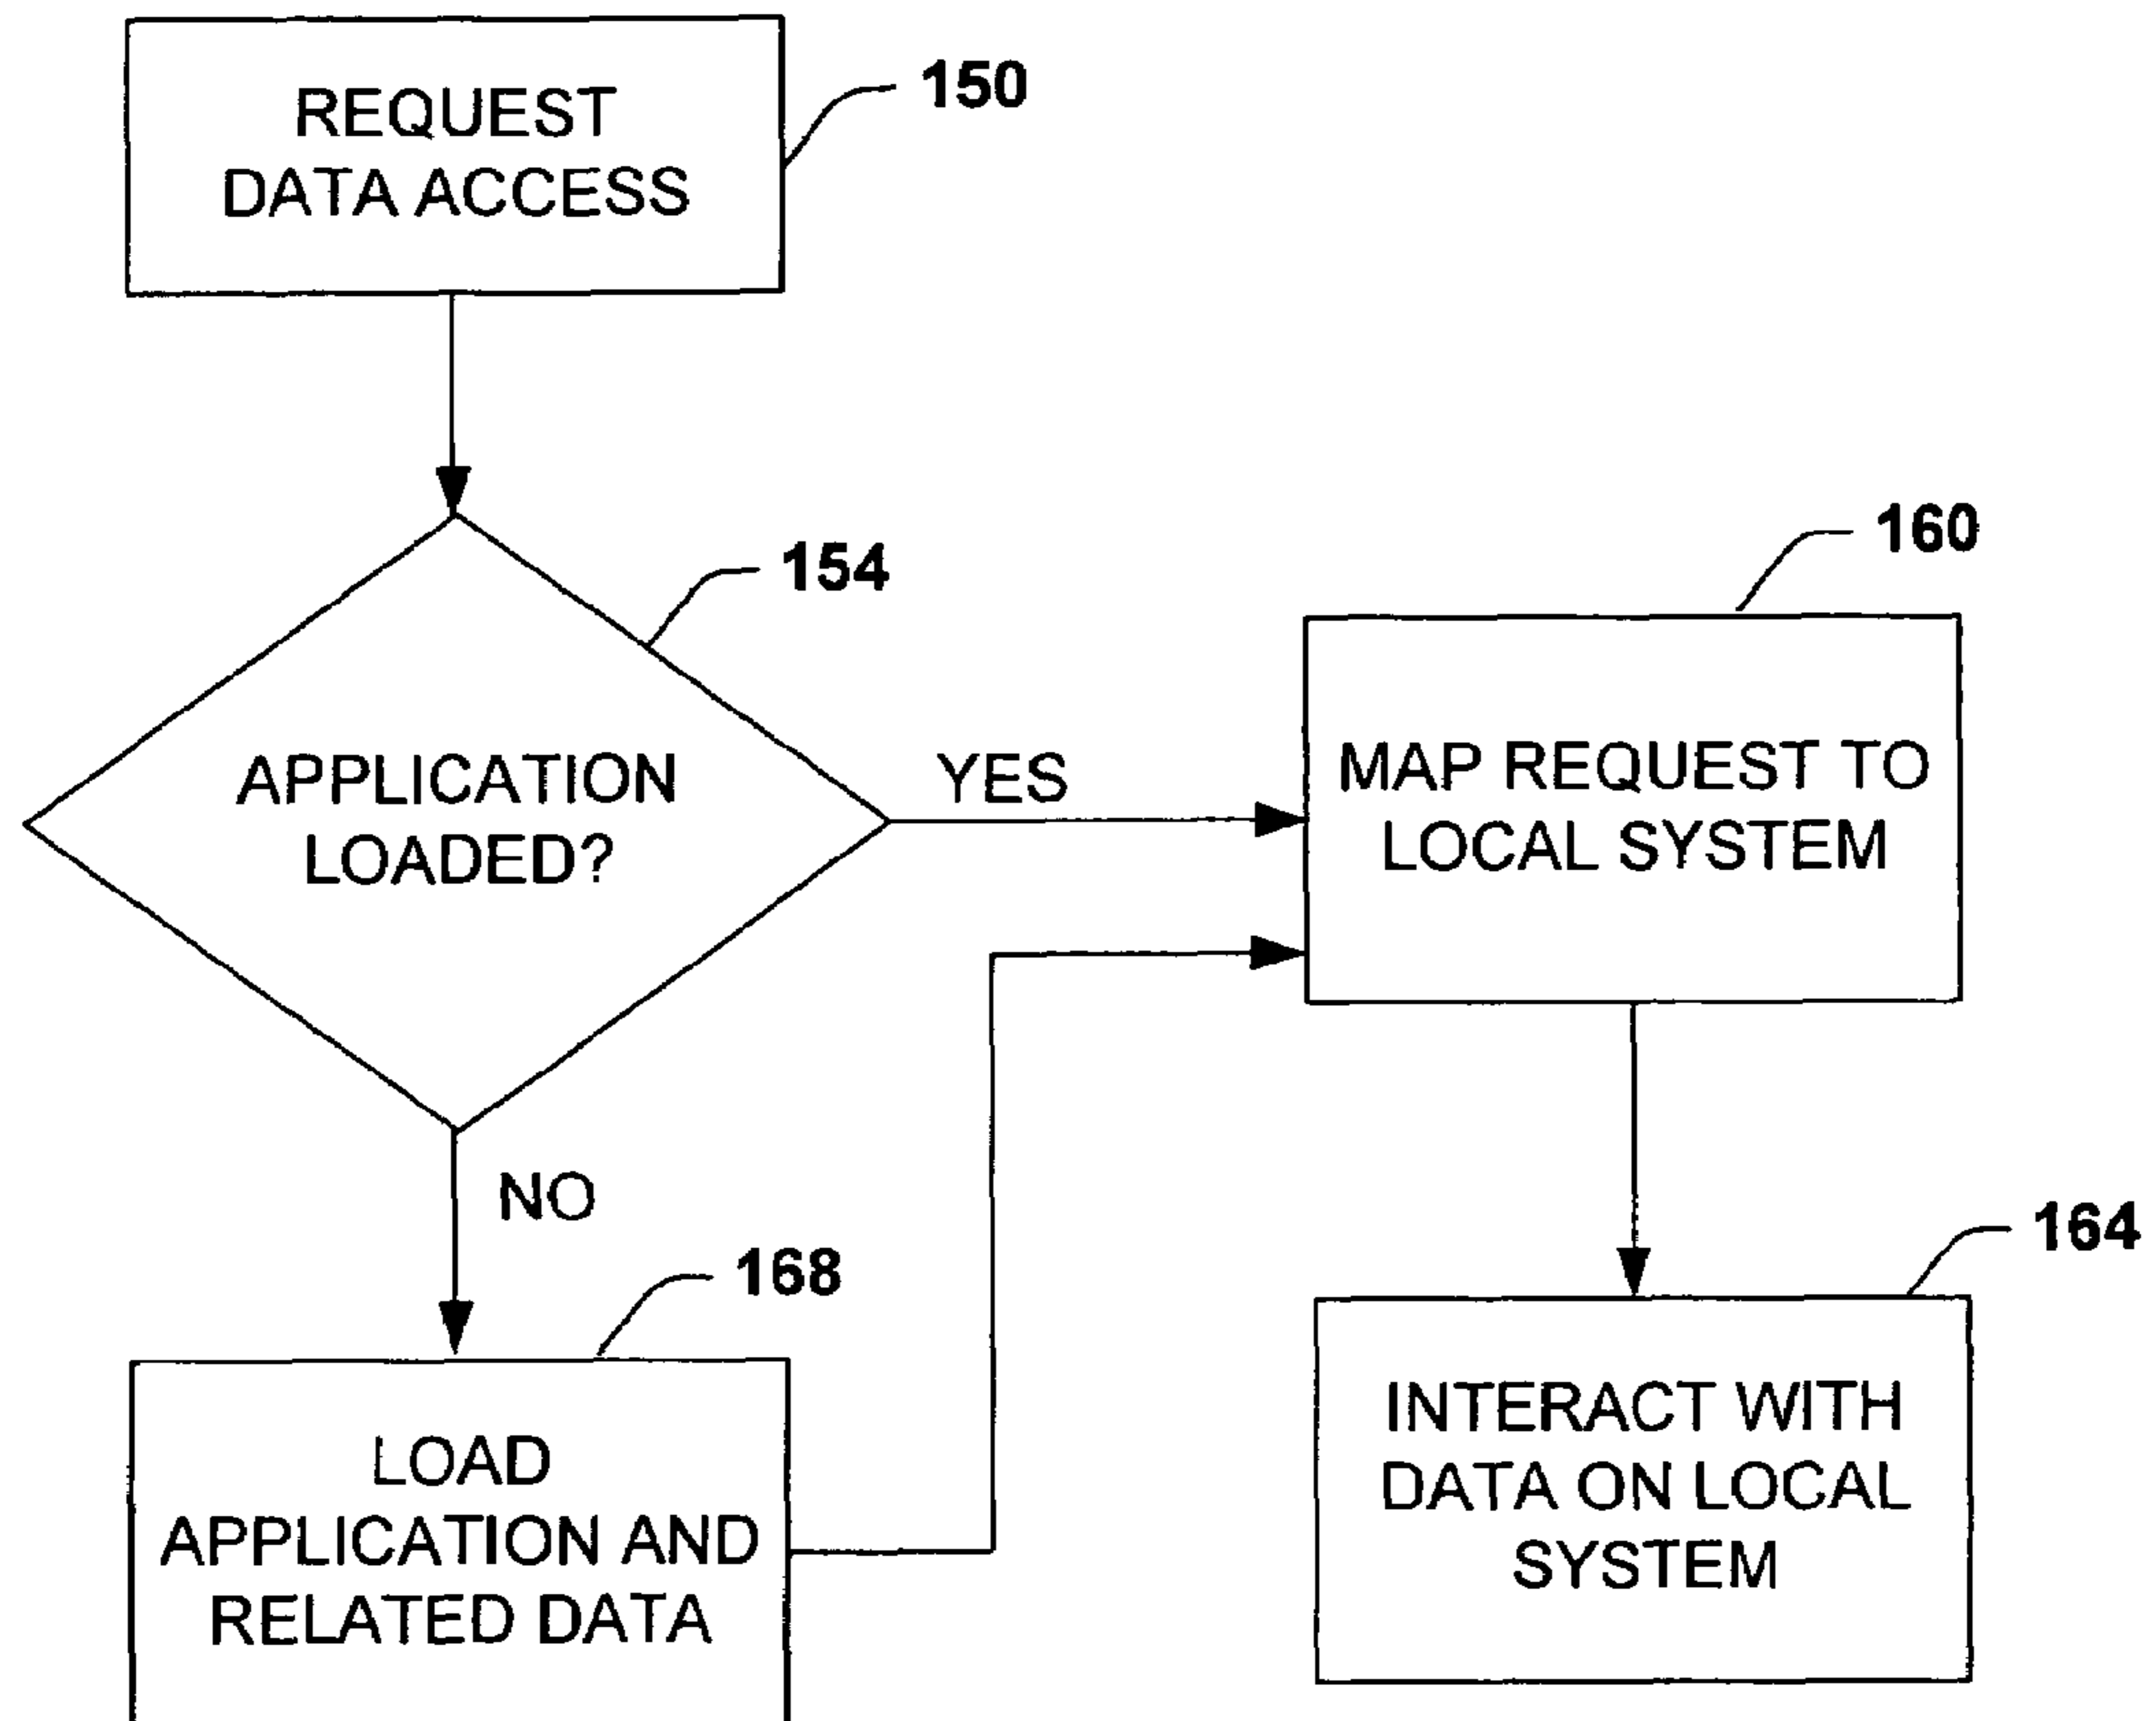 REQUEST
DATA ACCESS
150
154
APPLICATION
LOADED?
YES
NO
160
MAP REQUEST TO
LOCAL SYSTEM
168
LOAD
APPLICATION AND
RELATED DATA
164
INTERACT WITH
DATA ON LOCAL
SYSTEM